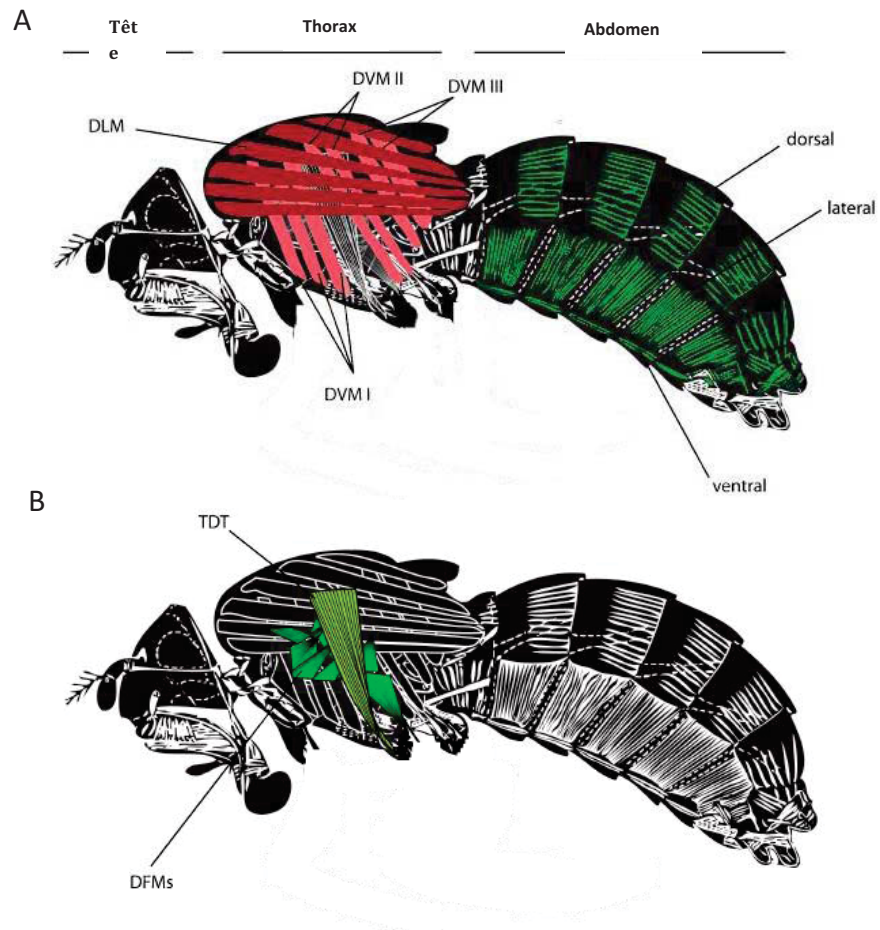 A
Têt
e
Thorax
Abdomen
DVM II
DVM III
DLM
dorsal
lateral
DVM I
ventral
B
TDT
DFMs